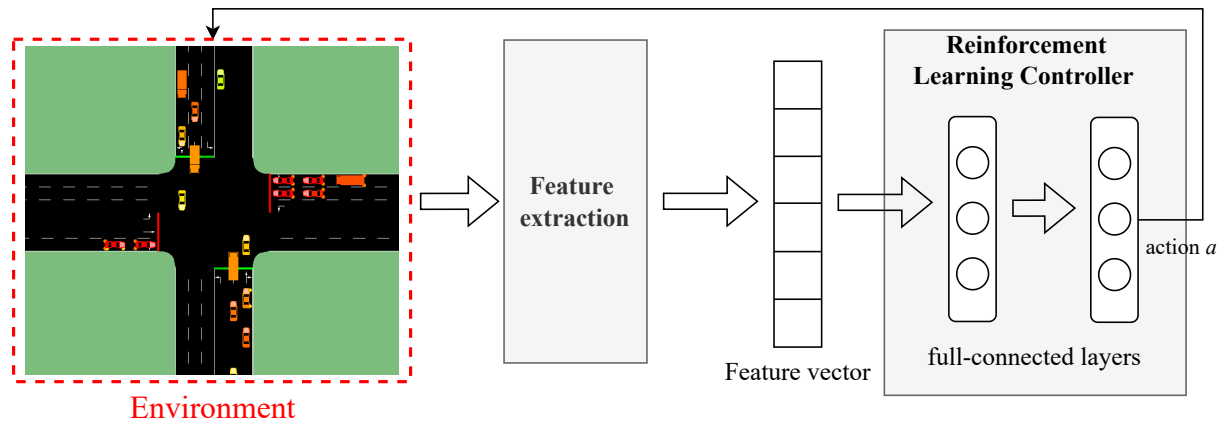 Environment
Feature
extraction
Feature vector
Reinforcement
Learning Controller
full-connected layers
action a